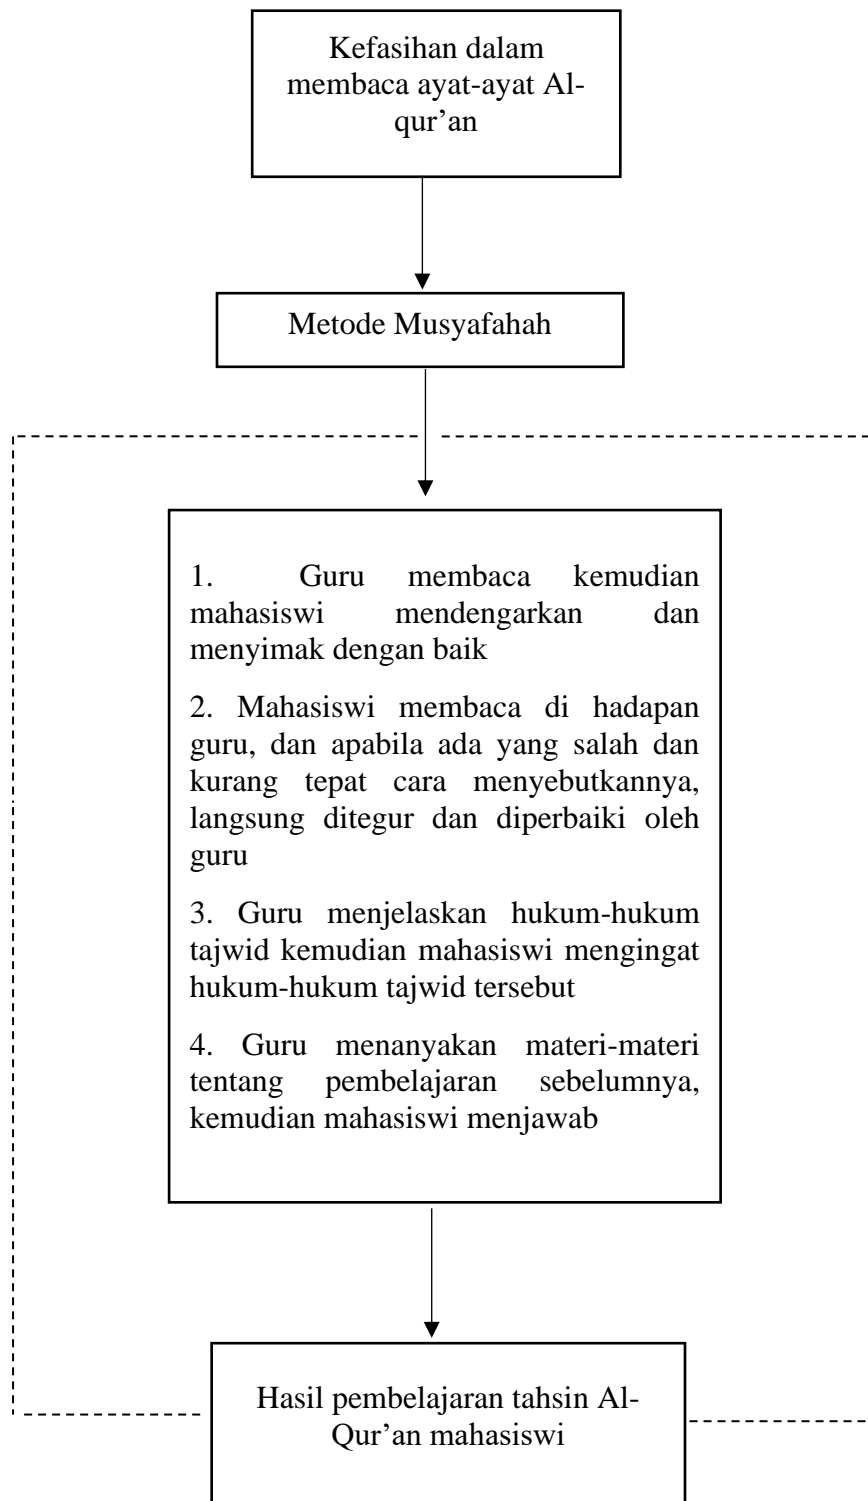 Kefasihan dalam
membaca ayat-ayat Al-
qur’an
Metode Musyafahah
1. Guru membaca kemudian
mahasiswi mendengarkan dan
menyimak dengan baik
2. Mahasiswi membaca di hadapan
guru, dan apabila ada yang salah dan
kurang tepat cara menyebutkannya,
langsung ditegur dan diperbaiki oleh
guru
3. Guru menjelaskan hukum-hukum
tajwid kemudian mahasiswi mengingat
hukum-hukum tajwid tersebut
4. Guru menanyakan materi-materi
tentang pembelajaran sebelumnya,
kemudian mahasiswi menjawab
Hasil pembelajaran tahsin Al-
Qur’an mahasiswi